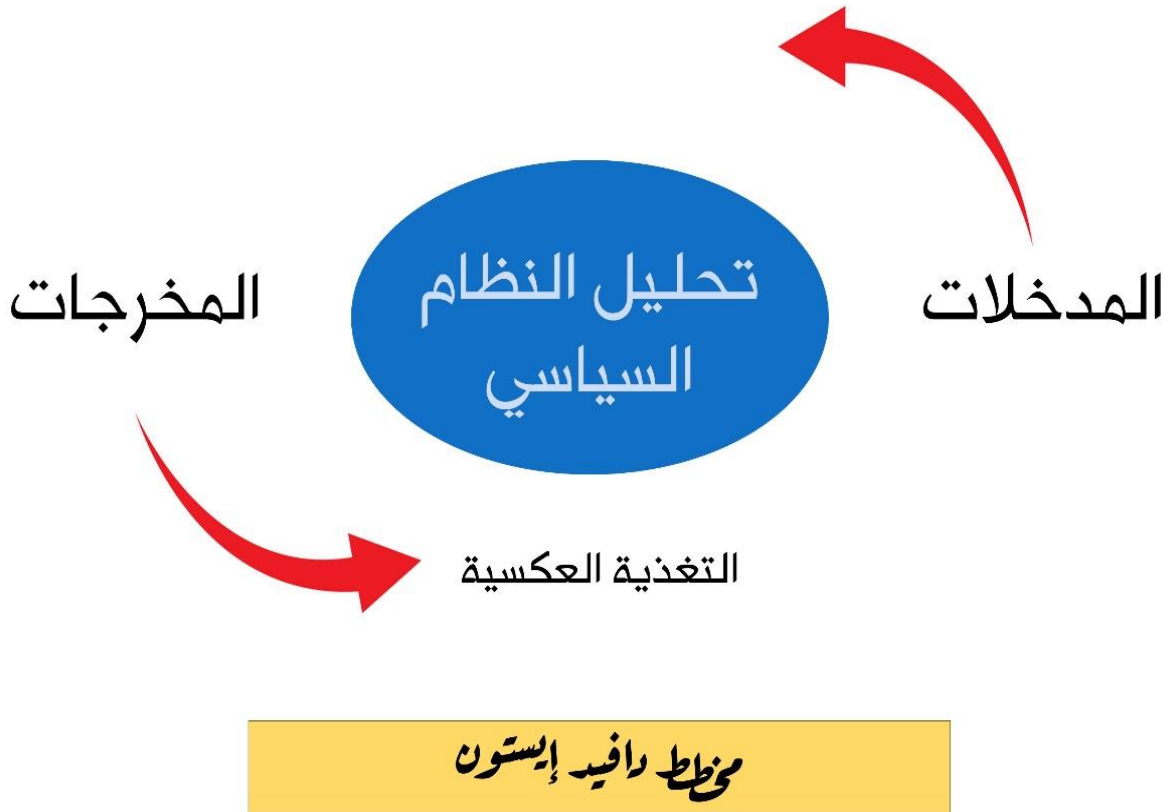 المدخلات
تحليل النظام
السياسي
المخرجات
التغذية العكسية
مخطط دافيد إيستون